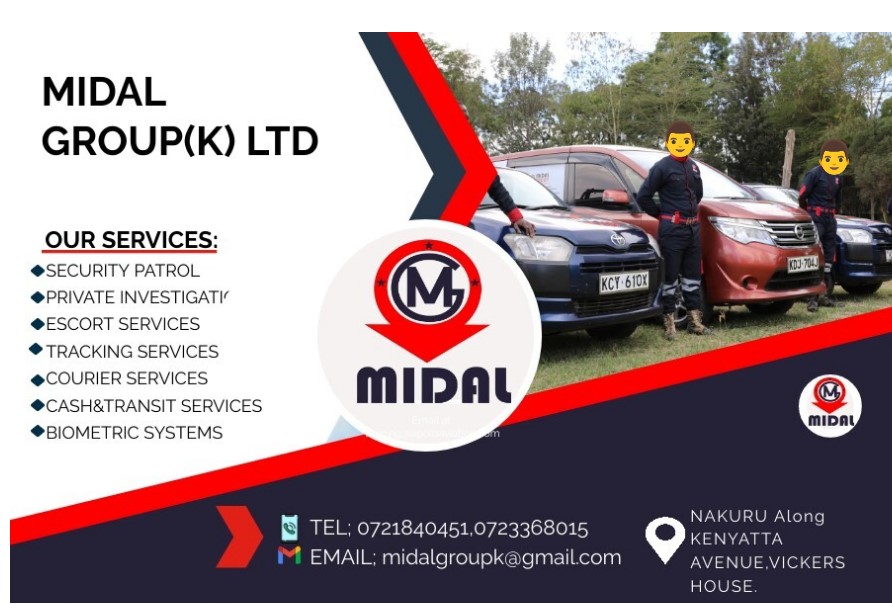 MIDAL
GROUP(K) LTD
OUR SERVICES:
SECURITY PATROL
PRIVATE
ESCORT SERVICES
TRACKING SERVICES
COURIER SERVICES
CASH&TRANSIT SERVICES
BIOMETRIC SYSTEMS
KCY 610X
KDJ 704J
GM
MIDAL
MIDAL
TEL; 0721840451,0723368015
EMAIL; midalgroupk@gmail.com
NAKURU Along
KENYATTA
AVENUE,VICKERS
HOUSE.